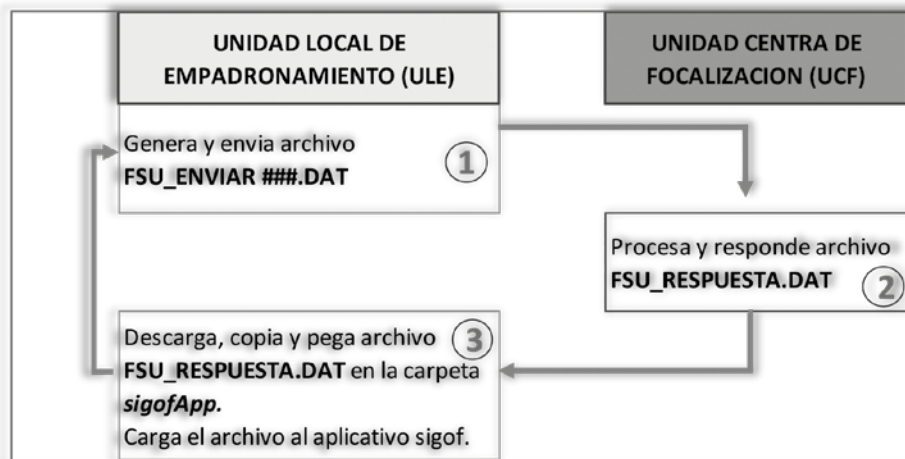 UNIDAD LOCAL DE
EMPADRONAMIENTO (ULE)
UNIDAD CENTRA DE
FOCALIZACION (UCF)
Genera y envia archivo
FSU_ENVIAR ###.DAT
1
Procesa y responde archivo
FSU_RESPUESTA.DAT
2
Descarga, copia y pega archivo
3
FSU_RESPUESTA.DAT en la carpeta
sigofApp.
Carga el archivo al aplicativo sigof.